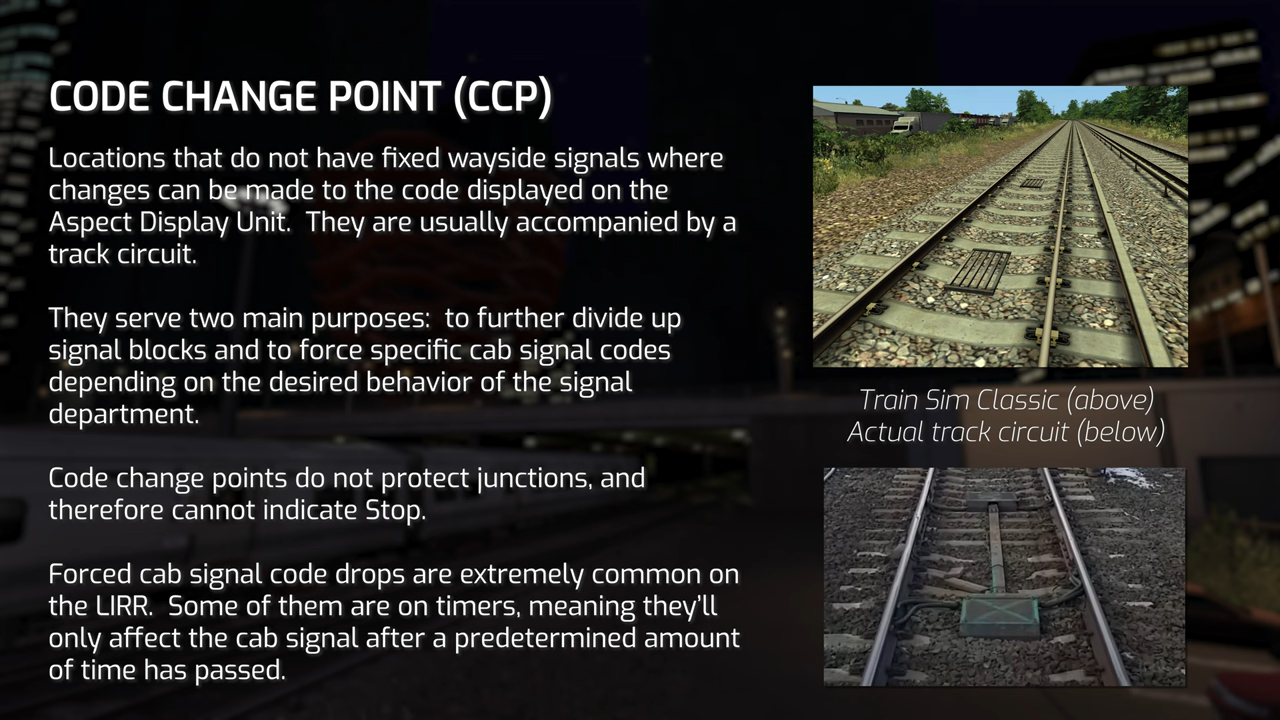 CODE CHANGE POINT (CCP)
Locations that do not have fixed wayside signals where
changes can be made to the code displayed on the
Aspect Display Unit.  They are usually accompanied by a
track circuit.
They serve two main purposes:  to further divide up
signal blocks and to force specific cab signal codes
depending on the desired behavior of the signal
department.
Code change points do not protect junctions, and
therefore cannot indicate Stop.
Forced cab signal code drops are extremely common on
the LIRR.  Some of them are on timers, meaning they’ll
only affect the cab signal after a predetermined amount
of time has passed.
Train Sim Classic (above)
Actual track circuit (below)